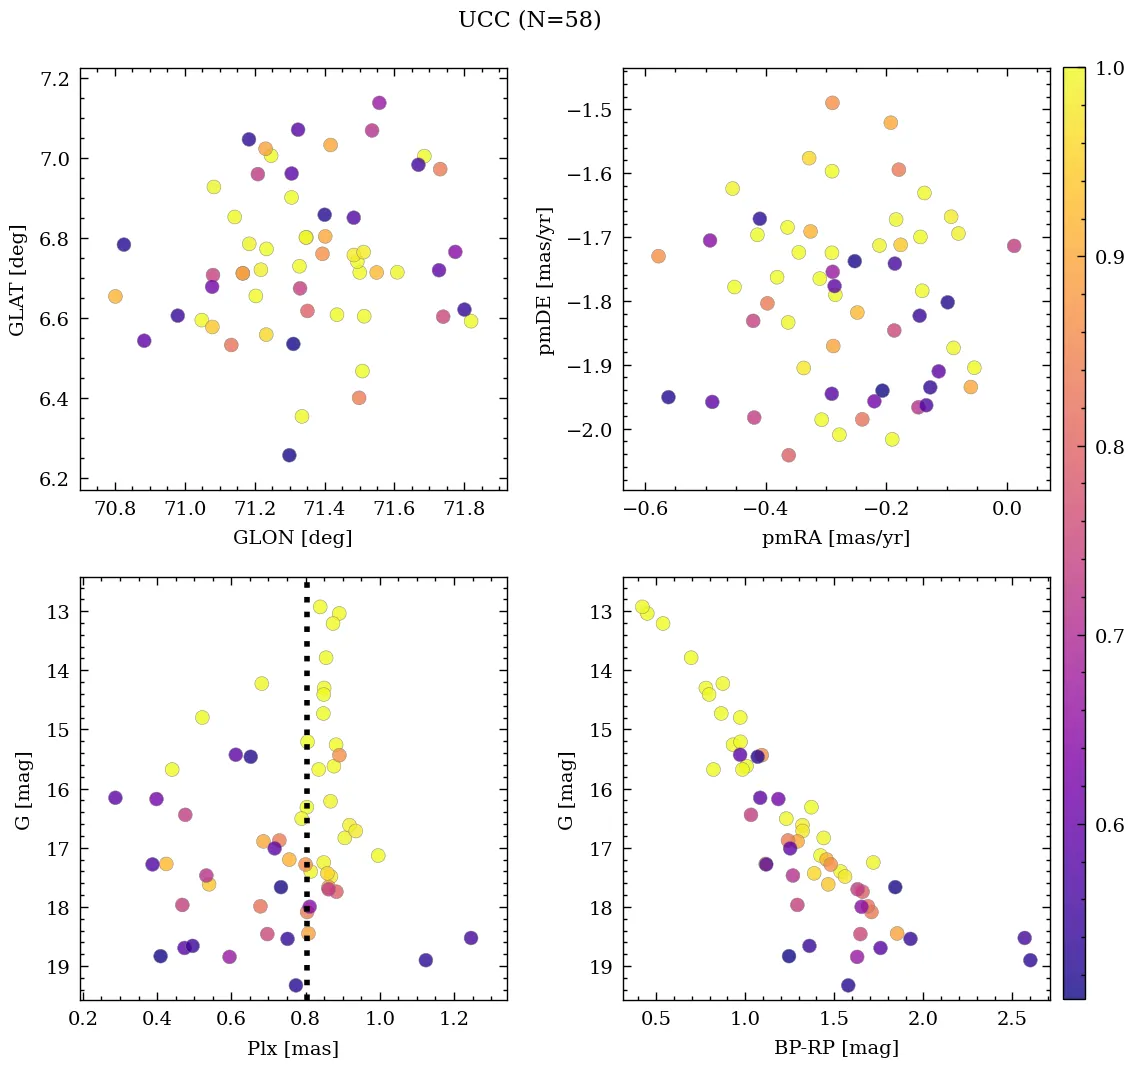 UCC (N=58)
7.2
7.0
6.8
6.6
6.4
6.2
GLAT [deg]
70.8 71.0 71.2 71.4 71.6 71.8
GLON [deg]
−1.5
−1.6
−1.7
−1.8
−1.9
−2.0
pmDE [mas/yr]
−0.6 −0.4 −0.2 0.0
pmRA [mas/yr]
1.0
0.9
0.8
0.7
0.6
13
14
15
16
17
18
19
G [mag]
0.2 0.4 0.6 0.8 1.0 1.2
Plx [mas]
13
14
15
16
17
18
19
G [mag]
0.5 1.0 1.5 2.0 2.5
BP-RP [mag]